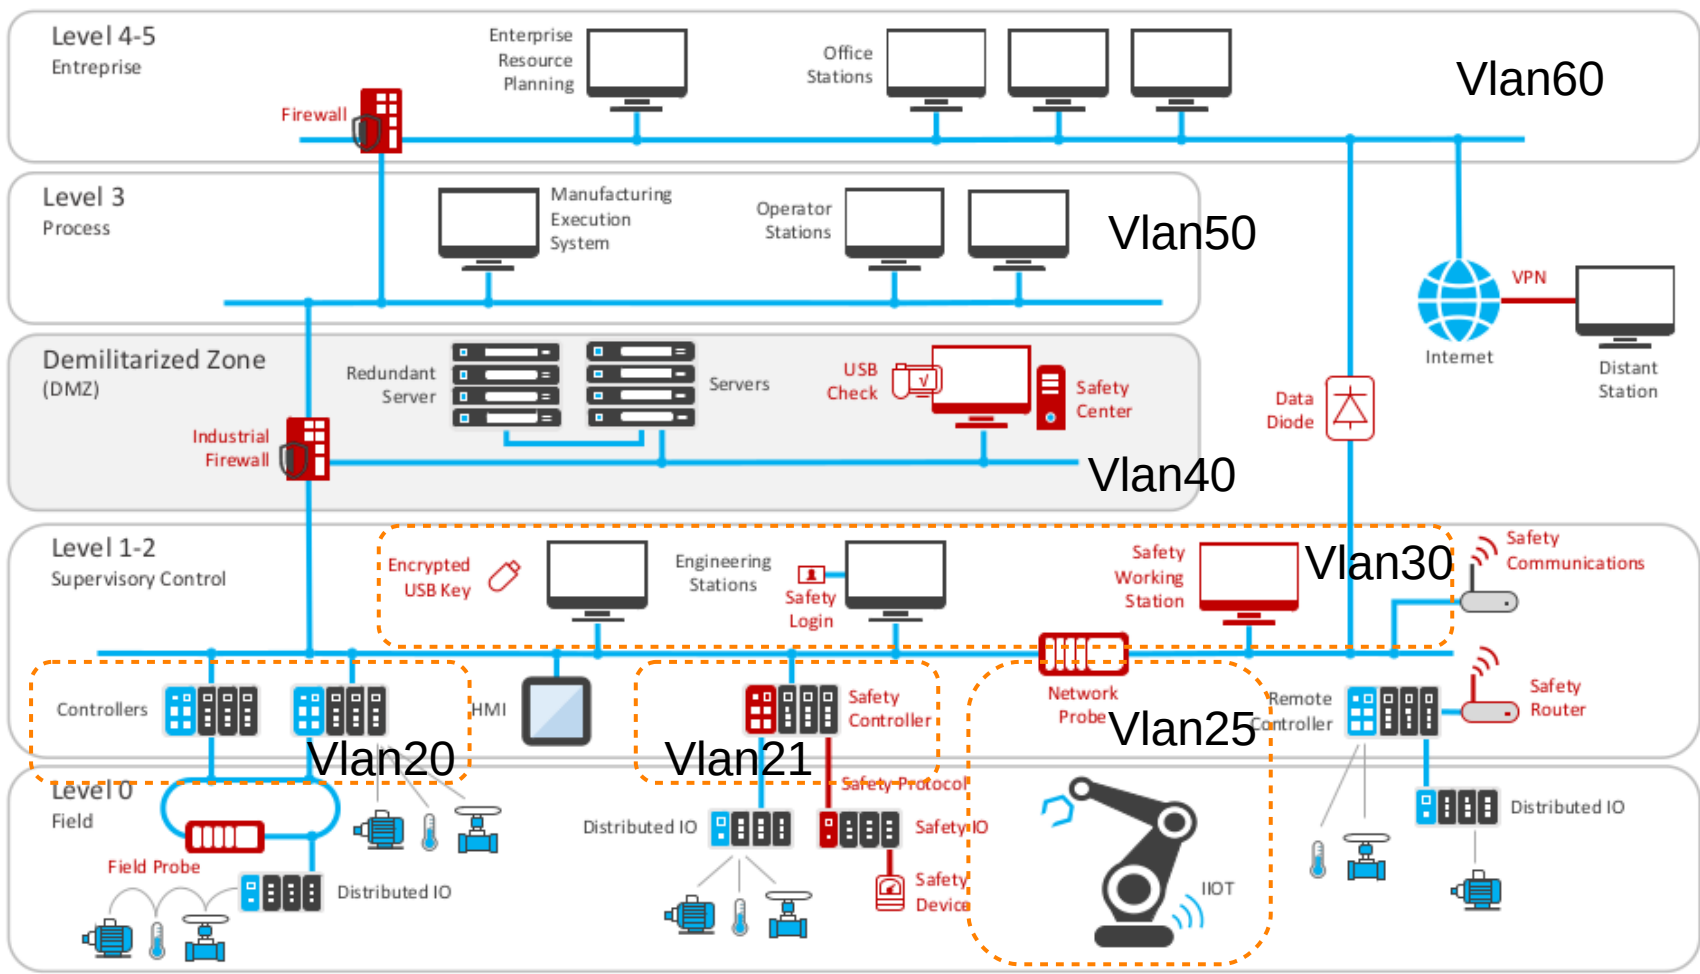 Level 4-5
Entreprise
Enterprise
Resource
Planning
Office
Stations
Vlan60
Firewall
Level 3
Process
Manufacturing
Execution
System
Operator
Stations
Vlan50
VPN
Internet
Distant
Station
Demilitarized Zone
(DMZ)
Redundant
Server
Servers
USB
Check
√
Safety
Center
Data
Diode
Industrial
Firewall
Vlan40
Level 1-2
Supervisory Control
Encrypted
USB Key
Engineering
Stations
Safety
Login
Safety
Working
Station
Vlan30
Safety
Communications
Controllers
HMI
Safety
Controller
Network
Probe
Remote
Controller
Safety
Router
Vlan20
Vlan21
Vlan25
Level 0
Field
Safety Protocol
Distributed IO
Safety IO
Distributed IO
Field Probe
Distributed IO
Safety
Device
IIOT